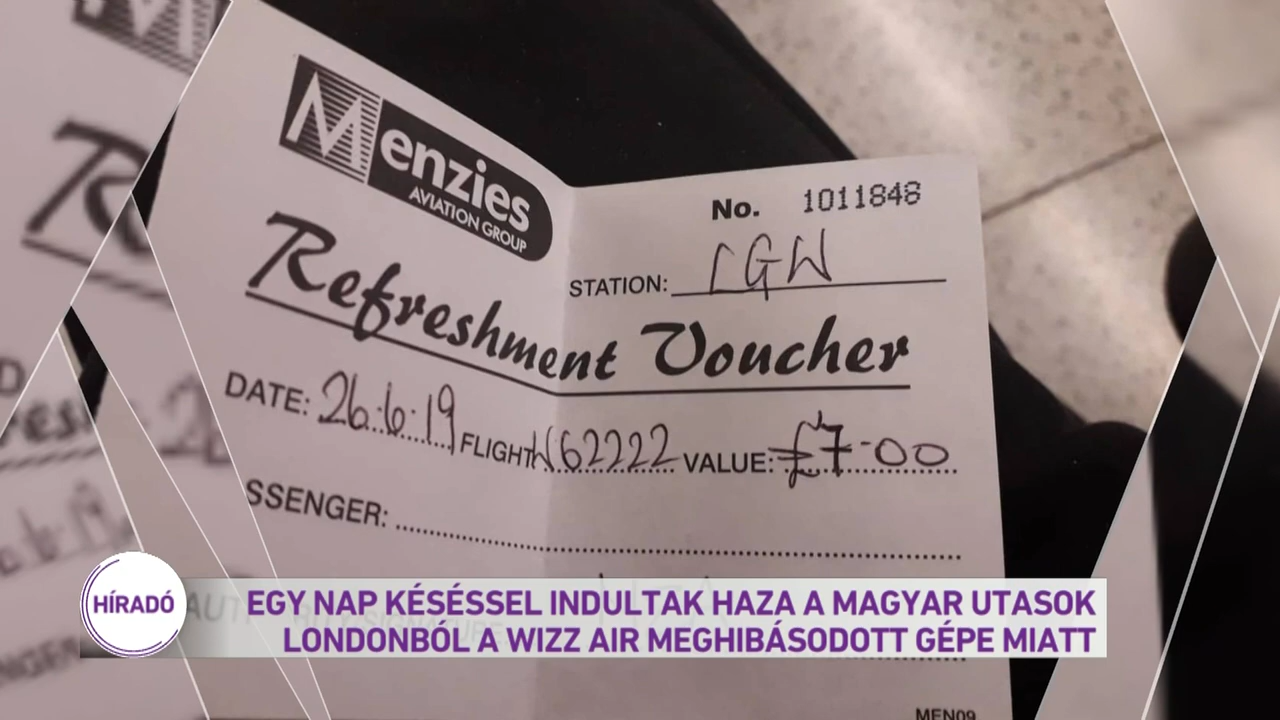 Menzies
AVIATION GROUP
No. 1011848
STATION: LGW
Refreshment Voucher
DATE: 26.6.19 FLIGHT W62222 VALUE: £7.00
SSENGER:
HÍRADÓ
EGY NAP KÉSÉSSEL INDULTAK HAZA A MAGYAR UTASOK
LONDONBÓL A WIZZ AIR MEGHIBÁSODOTT GÉPE MIATT
MEN09